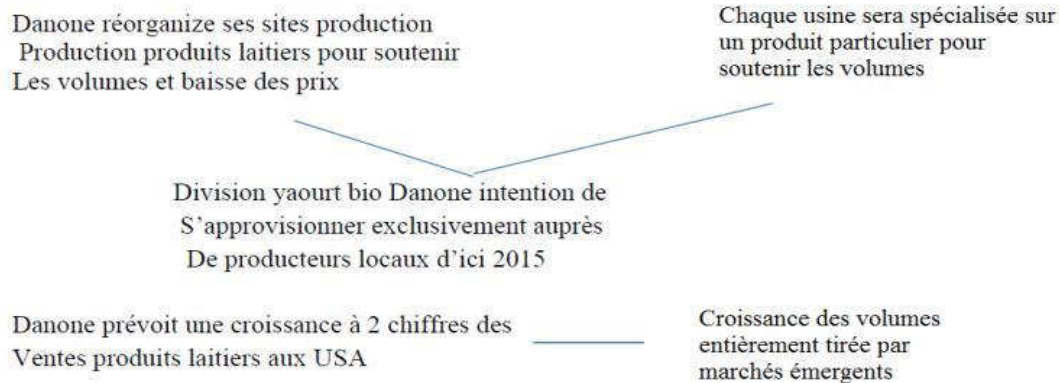 Danone réorganize ses sites production
Production produits laitiers pour soutenir
Les volumes et baisse des prix
Chaque usine sera spécialisée sur
un produit particulier pour
soutenir les volumes
Division yaourt bio Danone intention de
S'approvisionner exclusivement auprès
De producteurs locaux d'ici 2015
Danone prévoit une croissance à 2 chiffres des
Ventes produits laitiers aux USA
Croissance des volumes
entièrement tirée par
marchés émergents